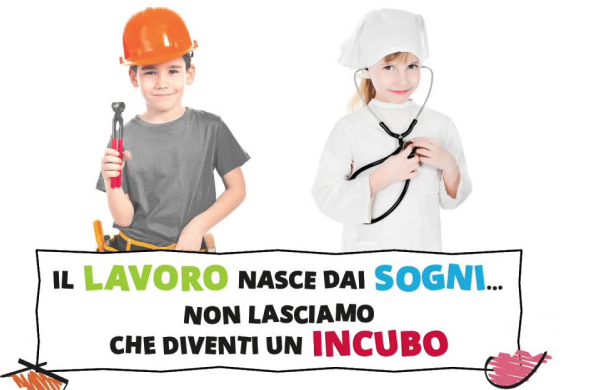 IL LAVORO NASCE DAI SOGNI...
NON LASCIAMO
CHE DIVENTI UN INCUBO